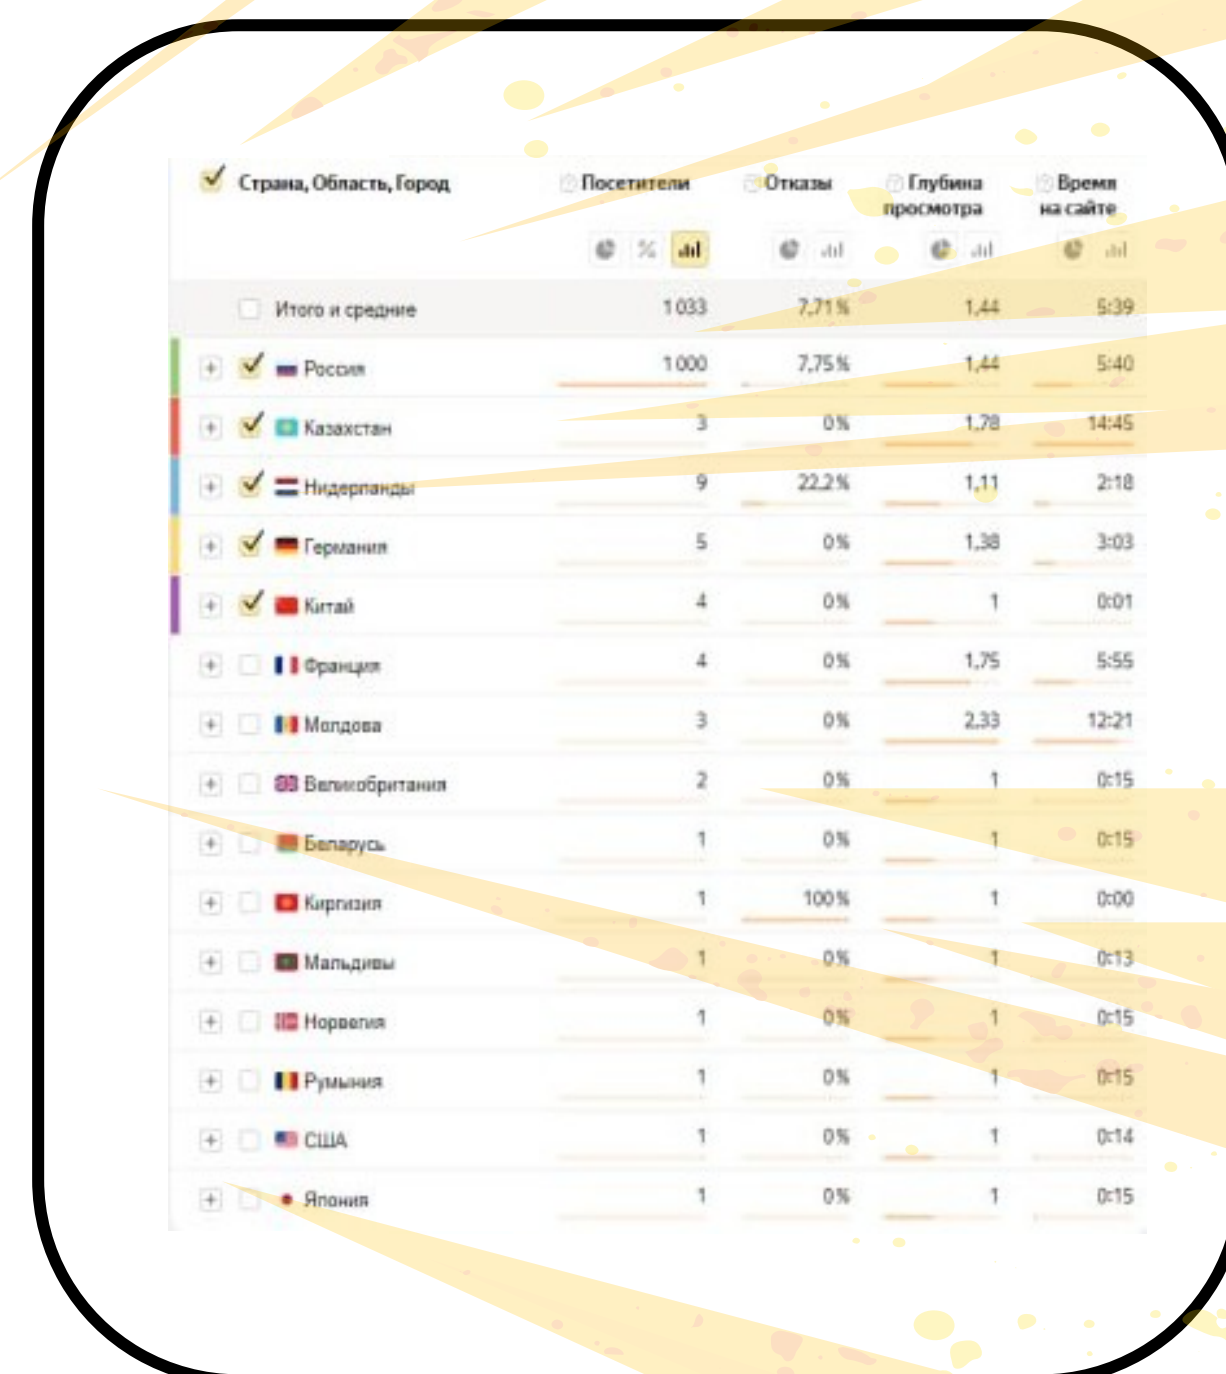 Страна, Область, Город Посетители Отказы Глубина просмотра Время на сайте
Итого и средние 1 033 7,71 % 1,44 5:39
Россия 1 000 7,75 % 1,44 5:40
Казахстан 3 0 % 1,78 14:45
Нидерланды 9 22,2 % 1,11 2:18
Германия 5 0 % 1,38 3:03
Китай 4 0 % 1 0:01
Франция 4 0 % 1,75 5:55
Молдова 3 0 % 2,33 12:21
Великобритания 2 0 % 1 0:15
Беларусь 1 0 % 1 0:15
Киргизия 1 100 % 1 0:00
Мальдивы 1 0 % 1 0:13
Норвегия 1 0 % 1 0:15
Румыния 1 0 % 1 0:15
США 1 0 % 1 0:14
Япония 1 0 % 1 0:15